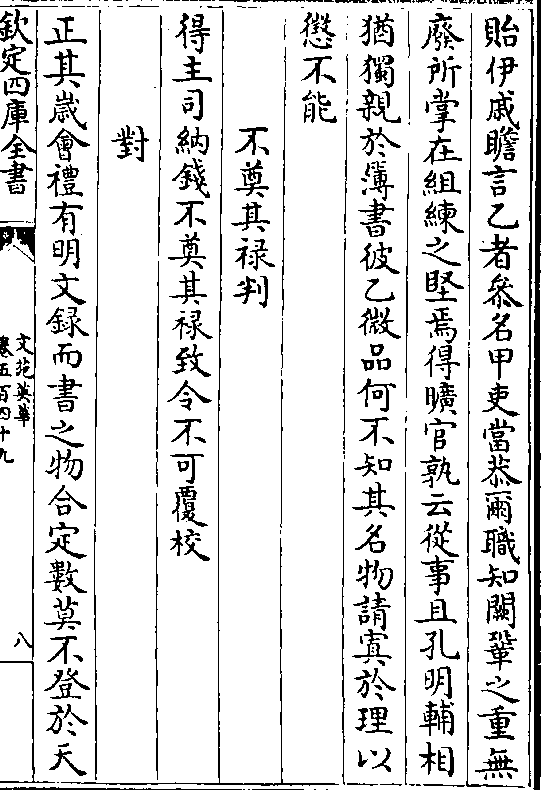 貽伊戚瞻言乙者叅名甲吏當恭爾職知闕鞏之重無
廢所掌在組練之堅焉得曠官孰云從事且孔明輔相
猶獨親於簿書彼乙微品何不知其名物請寘於理以
懲不能
不奠其禄判
得主司納錢不奠其禄致令不可覆校
對
正其歳會禮有明文録而書之物合定數莫不登於天
欽定四庫全書
文苑英華
卷五百四十九
八